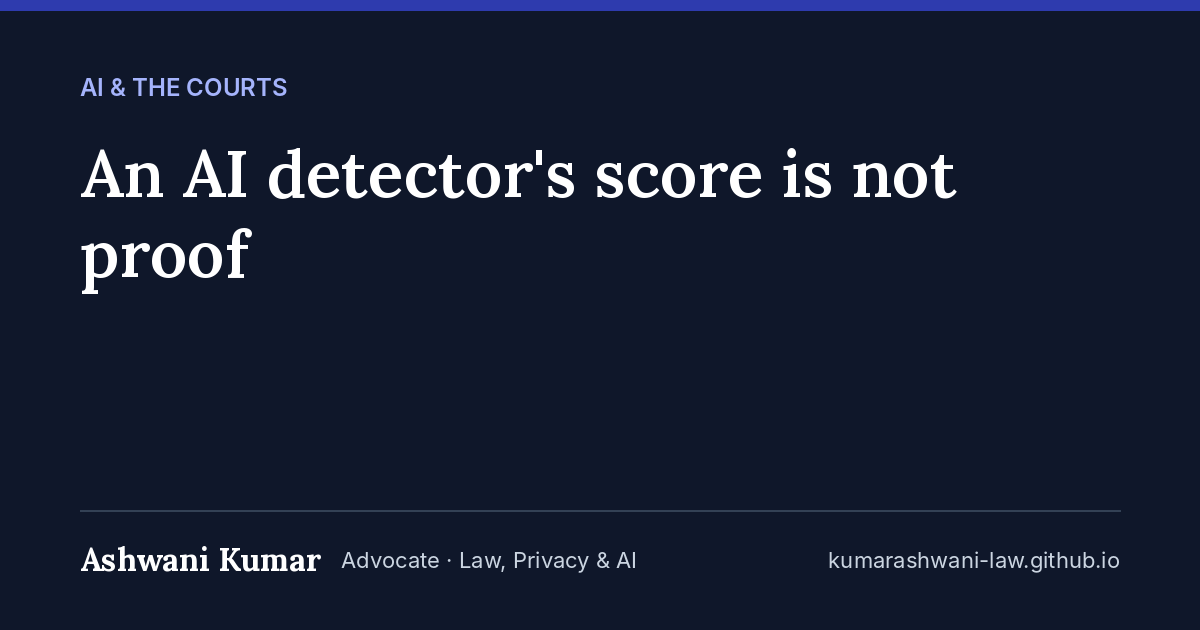 AI & THE COURTS
An AI detector's score is not
proof
Ashwani Kumar Advocate · Law, Privacy & AI kumarashwani-law.github.io